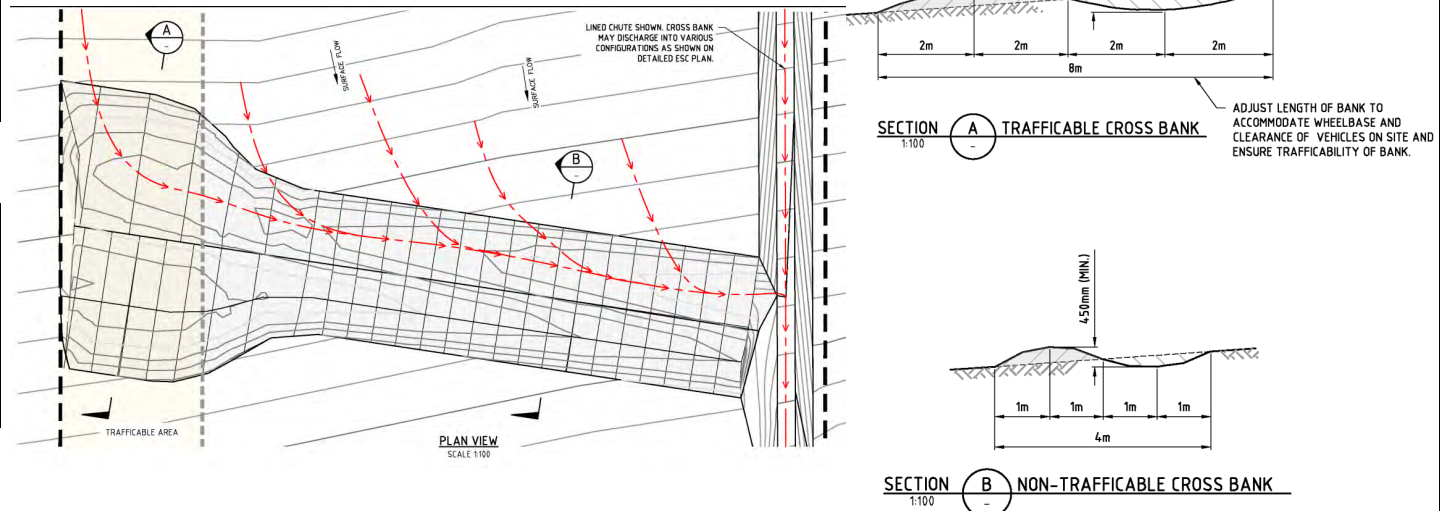 A
-
SURFACE FLOW
SURFACE FLOW
LINED CHUTE SHOWN. CROSS BANK
MAY DISCHARGE INTO VARIOUS
CONFIGURATIONS AS SHOWN ON
DETAILED ESC PLAN.
B
-
TRAFFICABLE AREA
PLAN VIEW
SCALE 1:100
2m 2m 2m 2m
8m
ADJUST LENGTH OF BANK TO
ACCOMMODATE WHEELBASE AND
CLEARANCE OF VEHICLES ON SITE AND
ENSURE TRAFFICABILITY OF BANK.
SECTION A TRAFFICABLE CROSS BANK
1:100 -
450mm (MIN.)
1m 1m 1m 1m
4m
SECTION B NON-TRAFFICABLE CROSS BANK
1:100 -